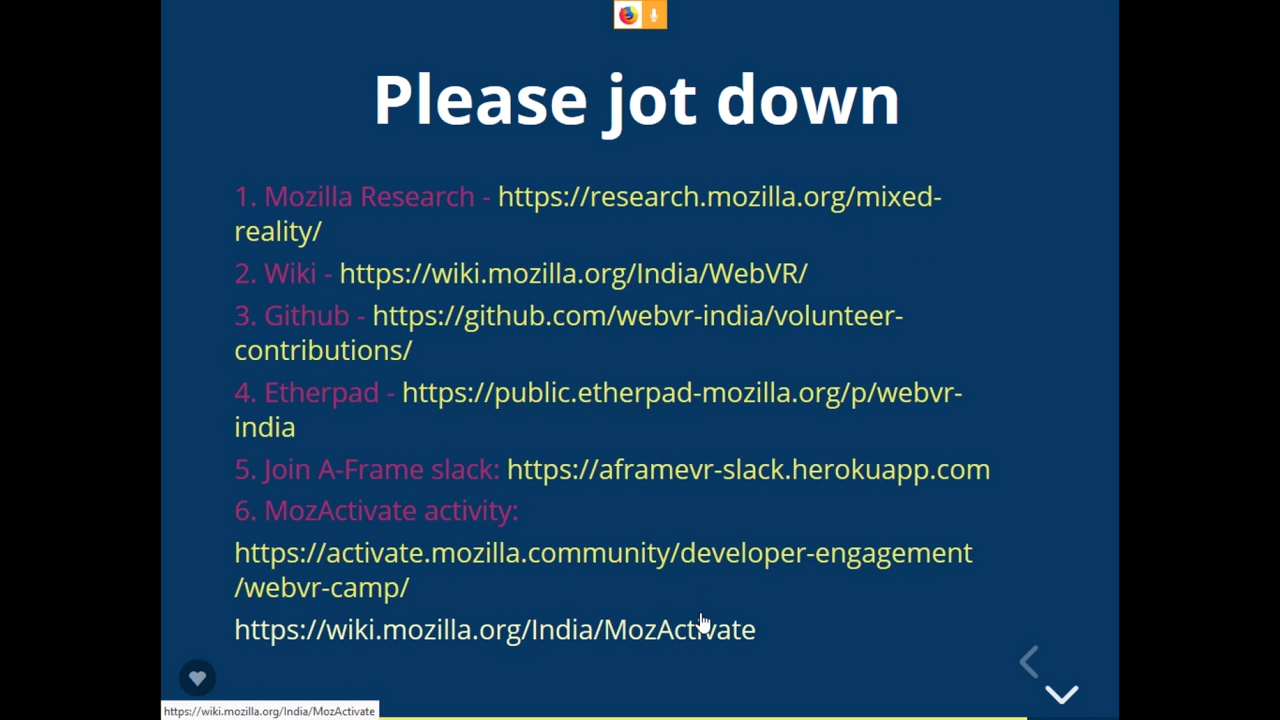 Please jot down
1. Mozilla Research - https://research.mozilla.org/mixed-
reality/
2. Wiki - https://wiki.mozilla.org/India/WebVR/
3. Github - https://github.com/webvr-india/volunteer-
contributions/
4. Etherpad - https://public.etherpad-mozilla.org/p/webvr-
india
5. Join A-Frame slack: https://aframevr-slack.herokuapp.com
6. MozActivate activity:
https://activate.mozilla.community/developer-engagement
/webvr-camp/
https://wiki.mozilla.org/India/MozActivate
https://wiki.mozilla.org/India/MozActivate